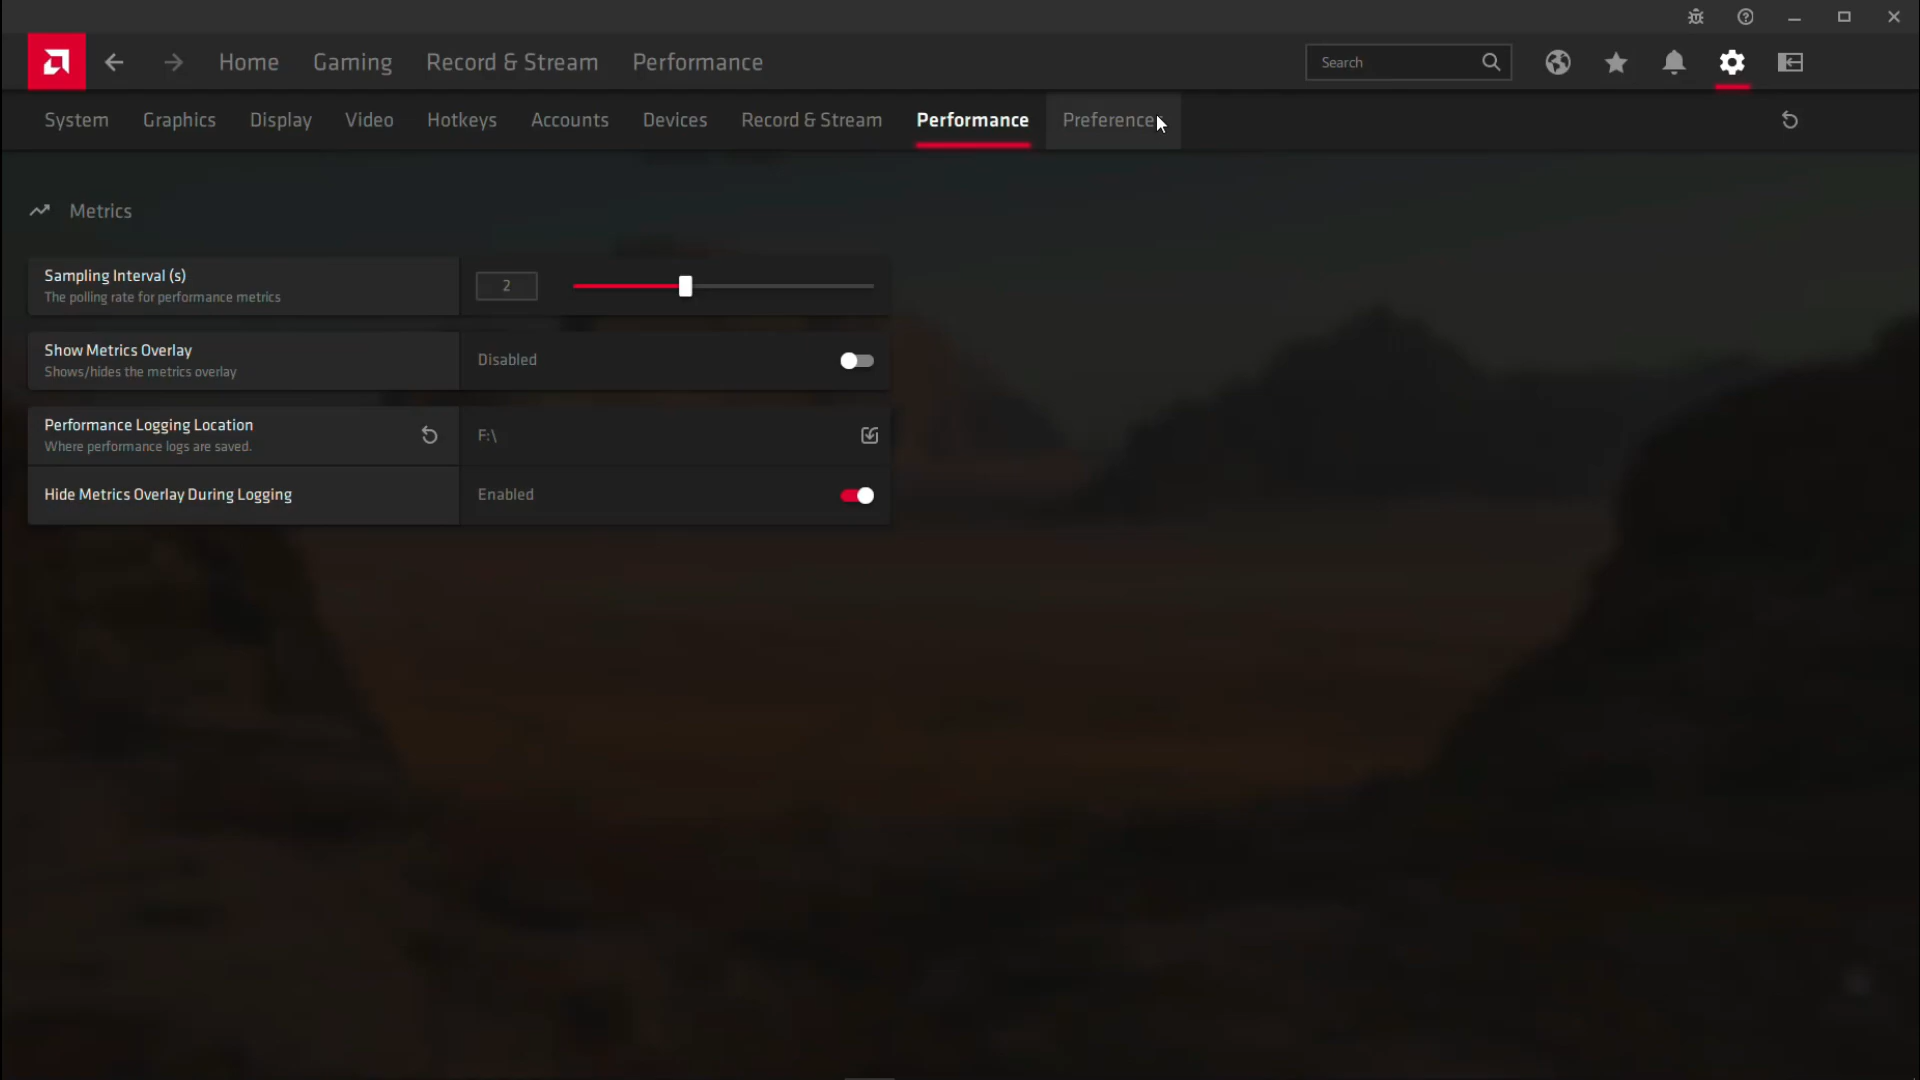 Home Gaming Record & Stream Performance Search
System Graphics Display Video Hotkeys Accounts Devices Record & Stream Performance Preference
Metrics
Sampling Interval (s)
The polling rate for performance metrics
2
Show Metrics Overlay
Shows/hides the metrics overlay
Disabled
Performance Logging Location
Where performance logs are saved.
F:\
Hide Metrics Overlay During Logging
Enabled